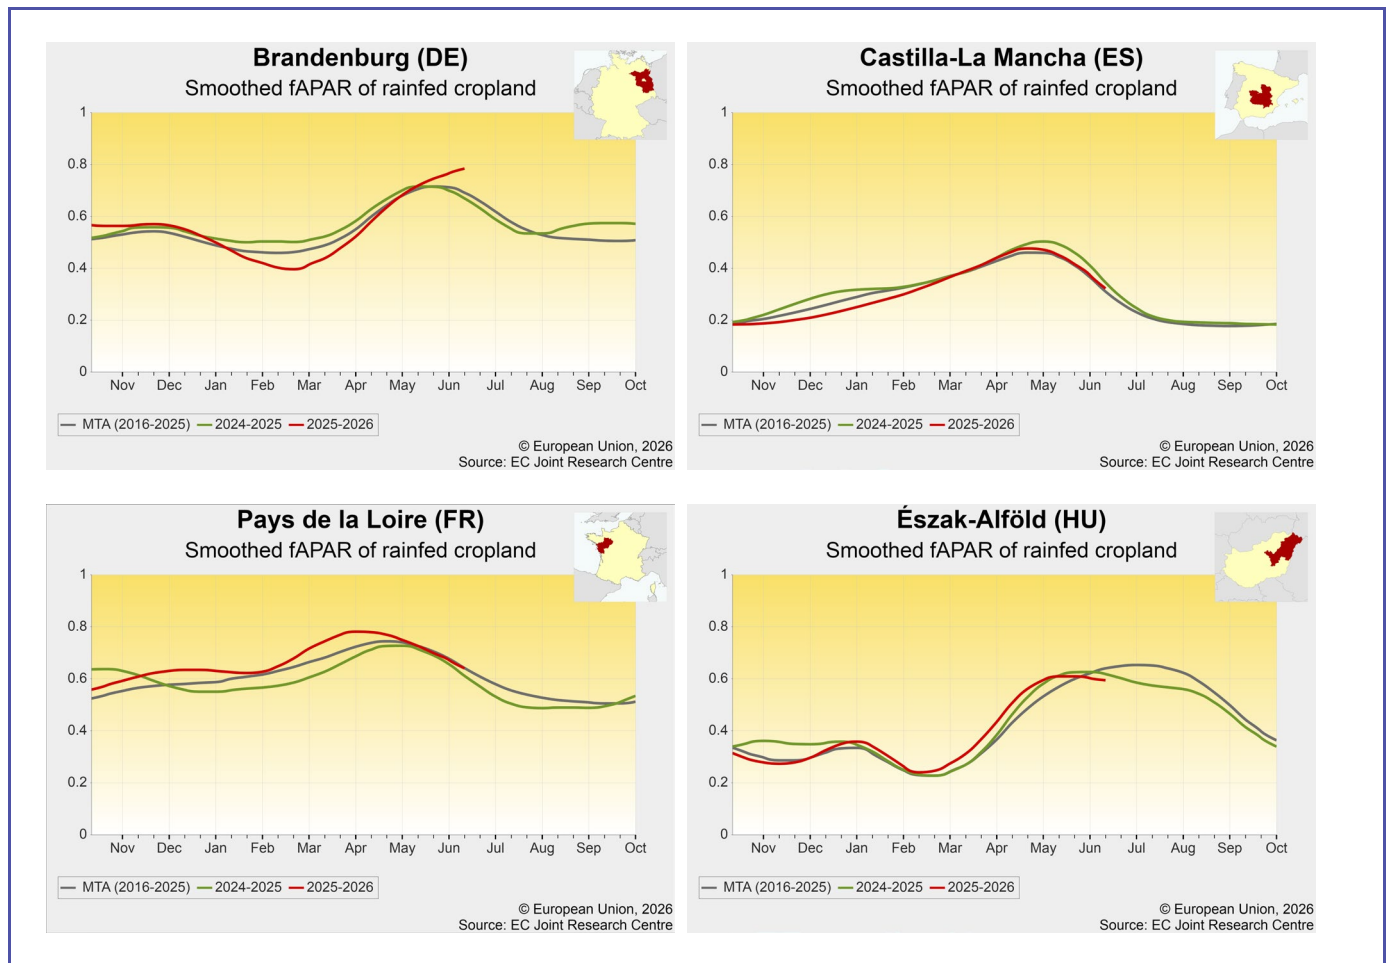 Brandenburg (DE)
Smoothed fAPAR of rainfed cropland
1
0.8
0.6
0.4
0.2
0
Nov Dec Jan Feb Mar Apr May Jun Jul Aug Sep Oct
MTA (2016-2025) 2024-2025 2025-2026
© European Union, 2026
Source: EC Joint Research Centre
Castilla-La Mancha (ES)
Smoothed fAPAR of rainfed cropland
1
0.8
0.6
0.4
0.2
0
Nov Dec Jan Feb Mar Apr May Jun Jul Aug Sep Oct
MTA (2016-2025) 2024-2025 2025-2026
© European Union, 2026
Source: EC Joint Research Centre
Pays de la Loire (FR)
Smoothed fAPAR of rainfed cropland
1
0.8
0.6
0.4
0.2
0
Nov Dec Jan Feb Mar Apr May Jun Jul Aug Sep Oct
MTA (2016-2025) 2024-2025 2025-2026
© European Union, 2026
Source: EC Joint Research Centre
Észak-Alföld (HU)
Smoothed fAPAR of rainfed cropland
1
0.8
0.6
0.4
0.2
0
Nov Dec Jan Feb Mar Apr May Jun Jul Aug Sep Oct
MTA (2016-2025) 2024-2025 2025-2026
© European Union, 2026
Source: EC Joint Research Centre